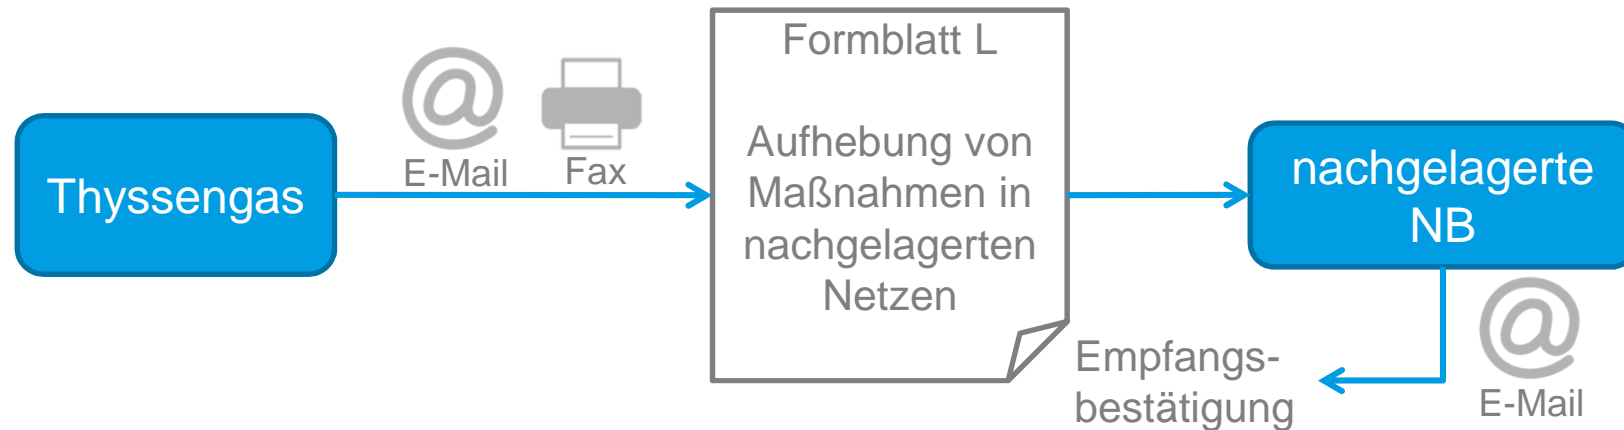 Thyssengas
E-Mail
Fax
Formblatt L
Aufhebung von
Maßnahmen in
nachgelagerten
Netzen
nachgelagerte
NB
Empfangs-
bestätigung
E-Mail